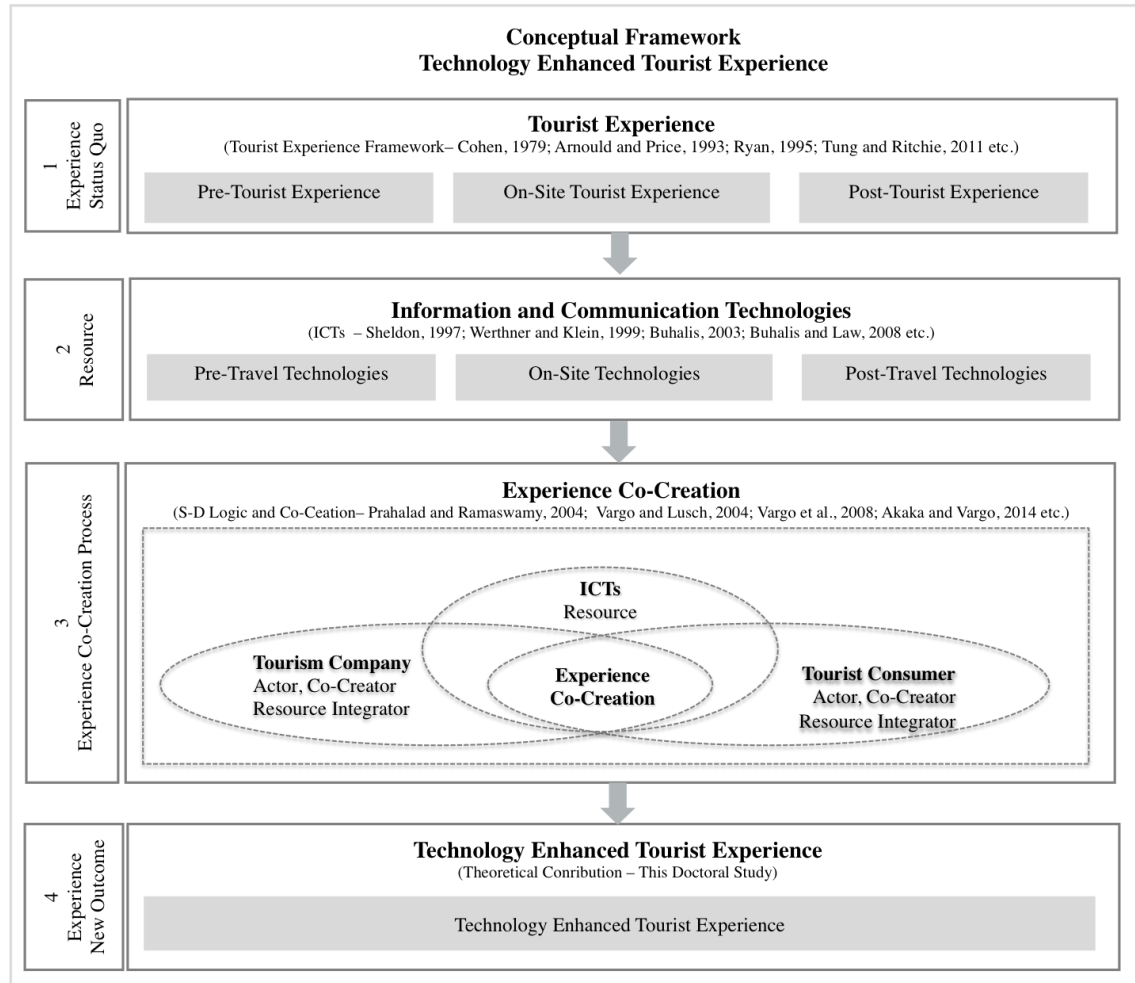 Conceptual Framework
Technology Enhanced Tourist Experience
1
Experience
Status Quo
Tourist Experience
(Tourist Experience Framework– Cohen, 1979; Arnould and Price, 1993; Ryan, 1995; Tung and Ritchie, 2011 etc.)
Pre-Tourist Experience
On-Site Tourist Experience
Post-Tourist Experience
2
Resource
Information and Communication Technologies
(ICTs – Sheldon, 1997; Werthner and Klein, 1999; Buhalis, 2003; Buhalis and Law, 2008 etc.)
Pre-Travel Technologies
On-Site Technologies
Post-Travel Technologies
3
Experience Co-Creation Process
Experience Co-Creation
(S-D Logic and Co-Ceation– Prahalad and Ramaswamy, 2004; Vargo and Lusch, 2004; Vargo et al., 2008; Akaka and Vargo, 2014 etc.)
ICTs
Resource
Tourism Company
Actor, Co-Creator
Resource Integrator
Experience
Co-Creation
Tourist Consumer
Actor, Co-Creator
Resource Integrator
4
Experience
New Outcome
Technology Enhanced Tourist Experience
(Theoretical Conribution – This Doctoral Study)
Technology Enhanced Tourist Experience